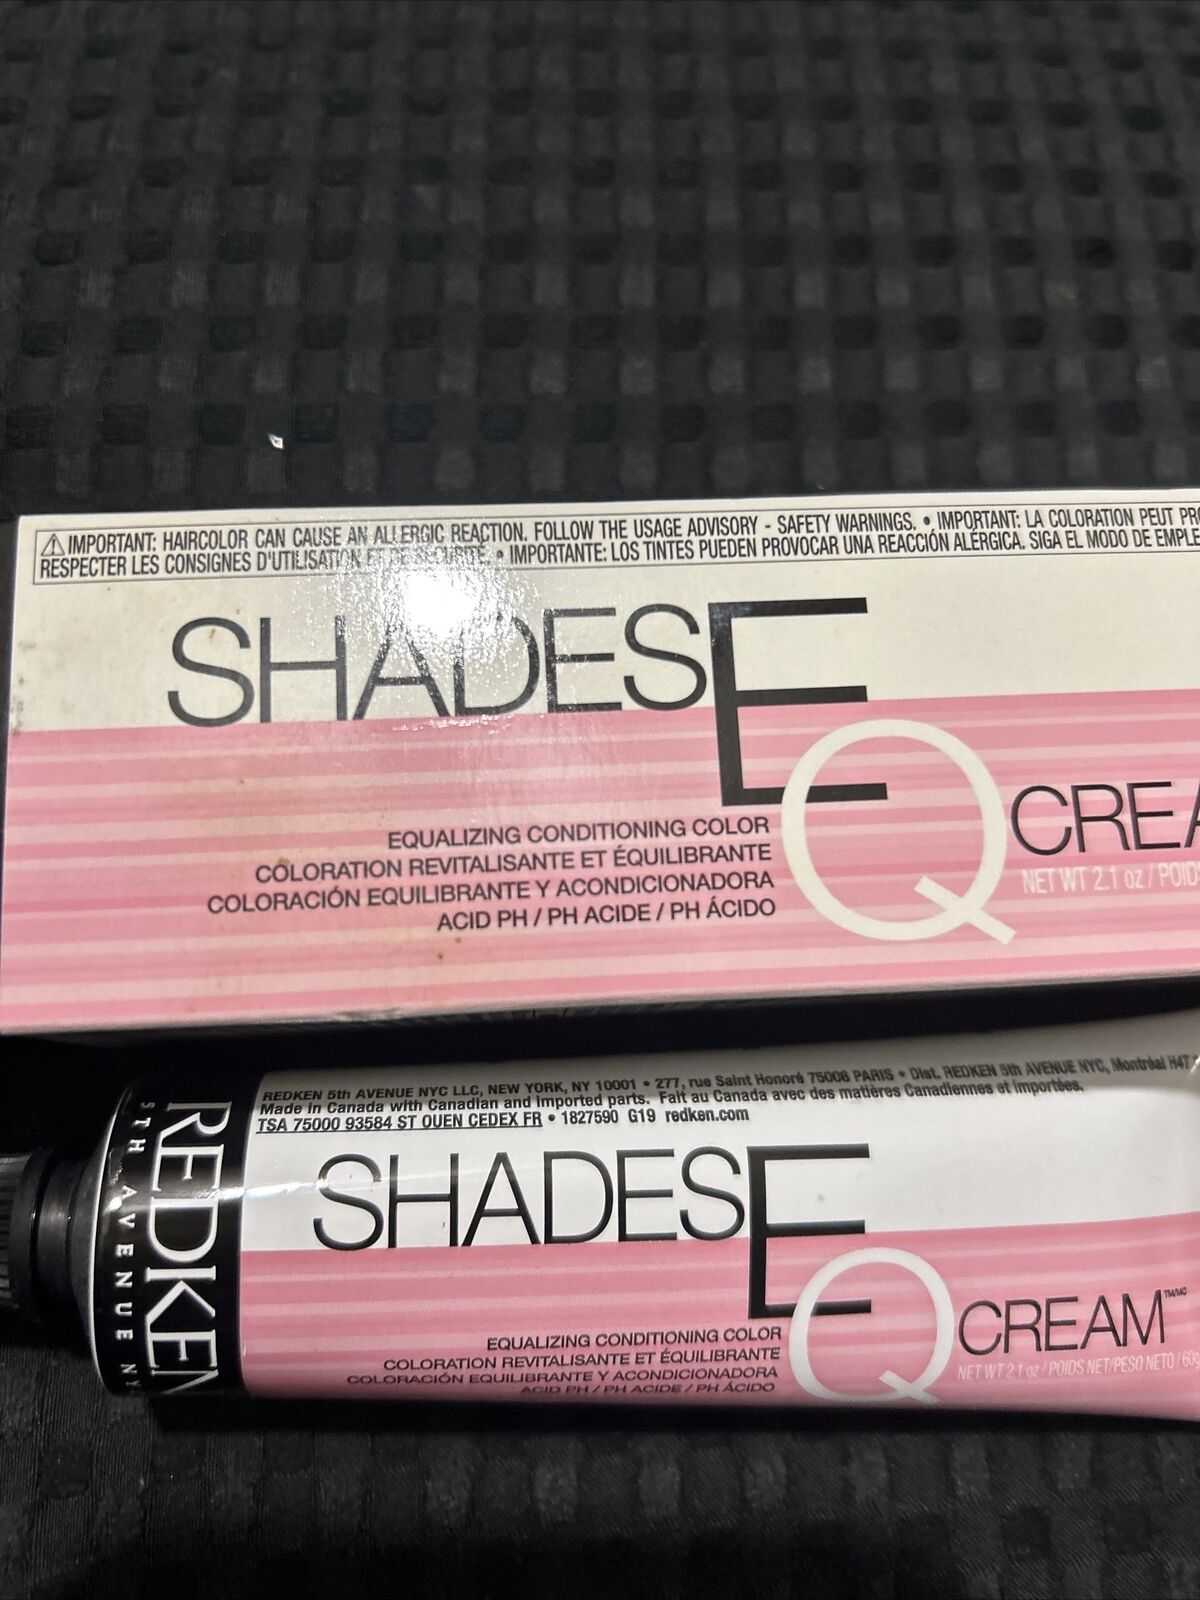 ⚠ IMPORTANT: HAIRCOLOR CAN CAUSE AN ALLERGIC REACTION. FOLLOW THE USAGE ADVISORY - SAFETY WARNINGS. • IMPORTANT: LA COLORATION PEUT
RESPECTER LES CONSIGNES D'UTILISATION ET DE SÉCURITÉ. • IMPORTANTE: LOS TINTES PUEDEN PROVOCAR UNA REACCIÓN ALÉRGICA. SIGA EL MODO DE
SHADES EQ
EQUALIZING CONDITIONING COLOR
COLORATION REVITALISANTE ET ÉQUILIBRANTE
COLORACIÓN EQUILIBRANTE Y ACONDICIONADORA
ACID PH / PH ACIDE / PH ÁCIDO
NET WT 2.1 oz /
REDKEN
5TH AVENUE NYC
REDKEN 5th AVENUE NYC LLC, NEW YORK, NY 10001 • 277, rue Saint Honoré 75008 PARIS • Dist. REDKEN 5th AVENUE NYC, Montréal H4T
Made in Canada with Canadian and imported parts. Fait au Canada avec des matières Canadiennes et importées.
TSA 75000 93584 ST OUEN CEDEX FR • 1827590 G19 redken.com
SHADES EQ CREAM™/MC
EQUALIZING CONDITIONING COLOR
COLORATION REVITALISANTE ET ÉQUILIBRANTE
COLORACIÓN EQUILIBRANTE Y ACONDICIONADORA
ACID PH / PH ACIDE / PH ÁCIDO
NET WT 2.1 oz / POIDS NET/PESO NETO / 60g